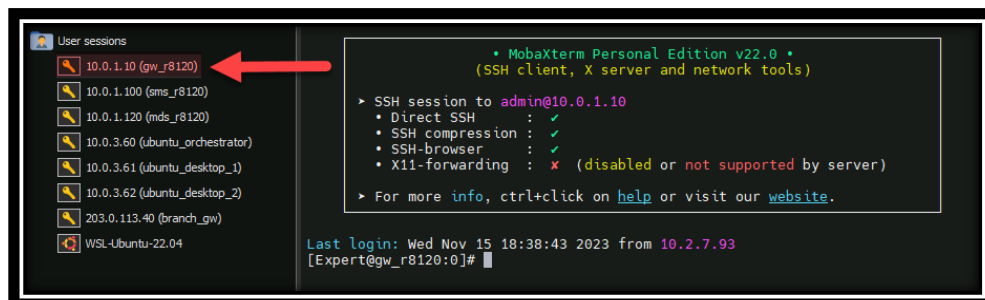 User sessions
10.0.1.10 (gw_r8120)
10.0.1.100 (sms_r8120)
10.0.1.120 (mds_r8120)
10.0.3.60 (ubuntu_orchestrator)
10.0.3.61 (ubuntu_desktop_1)
10.0.3.62 (ubuntu_desktop_2)
203.0.113.40 (branch_gw)
WSL-Ubuntu-22.04
• MobaXterm Personal Edition v22.0 •
(SSH client, X server and network tools)
➤ SSH session to admin@10.0.1.10
• Direct SSH : ✔
• SSH compression : ✔
• SSH-browser : ✔
• X11-forwarding : ✘ (disabled or not supported by server)
➤ For more info, ctrl+click on help or visit our website.
Last login: Wed Nov 15 18:38:43 2023 from 10.2.7.93
[Expert@gw_r8120:0]#